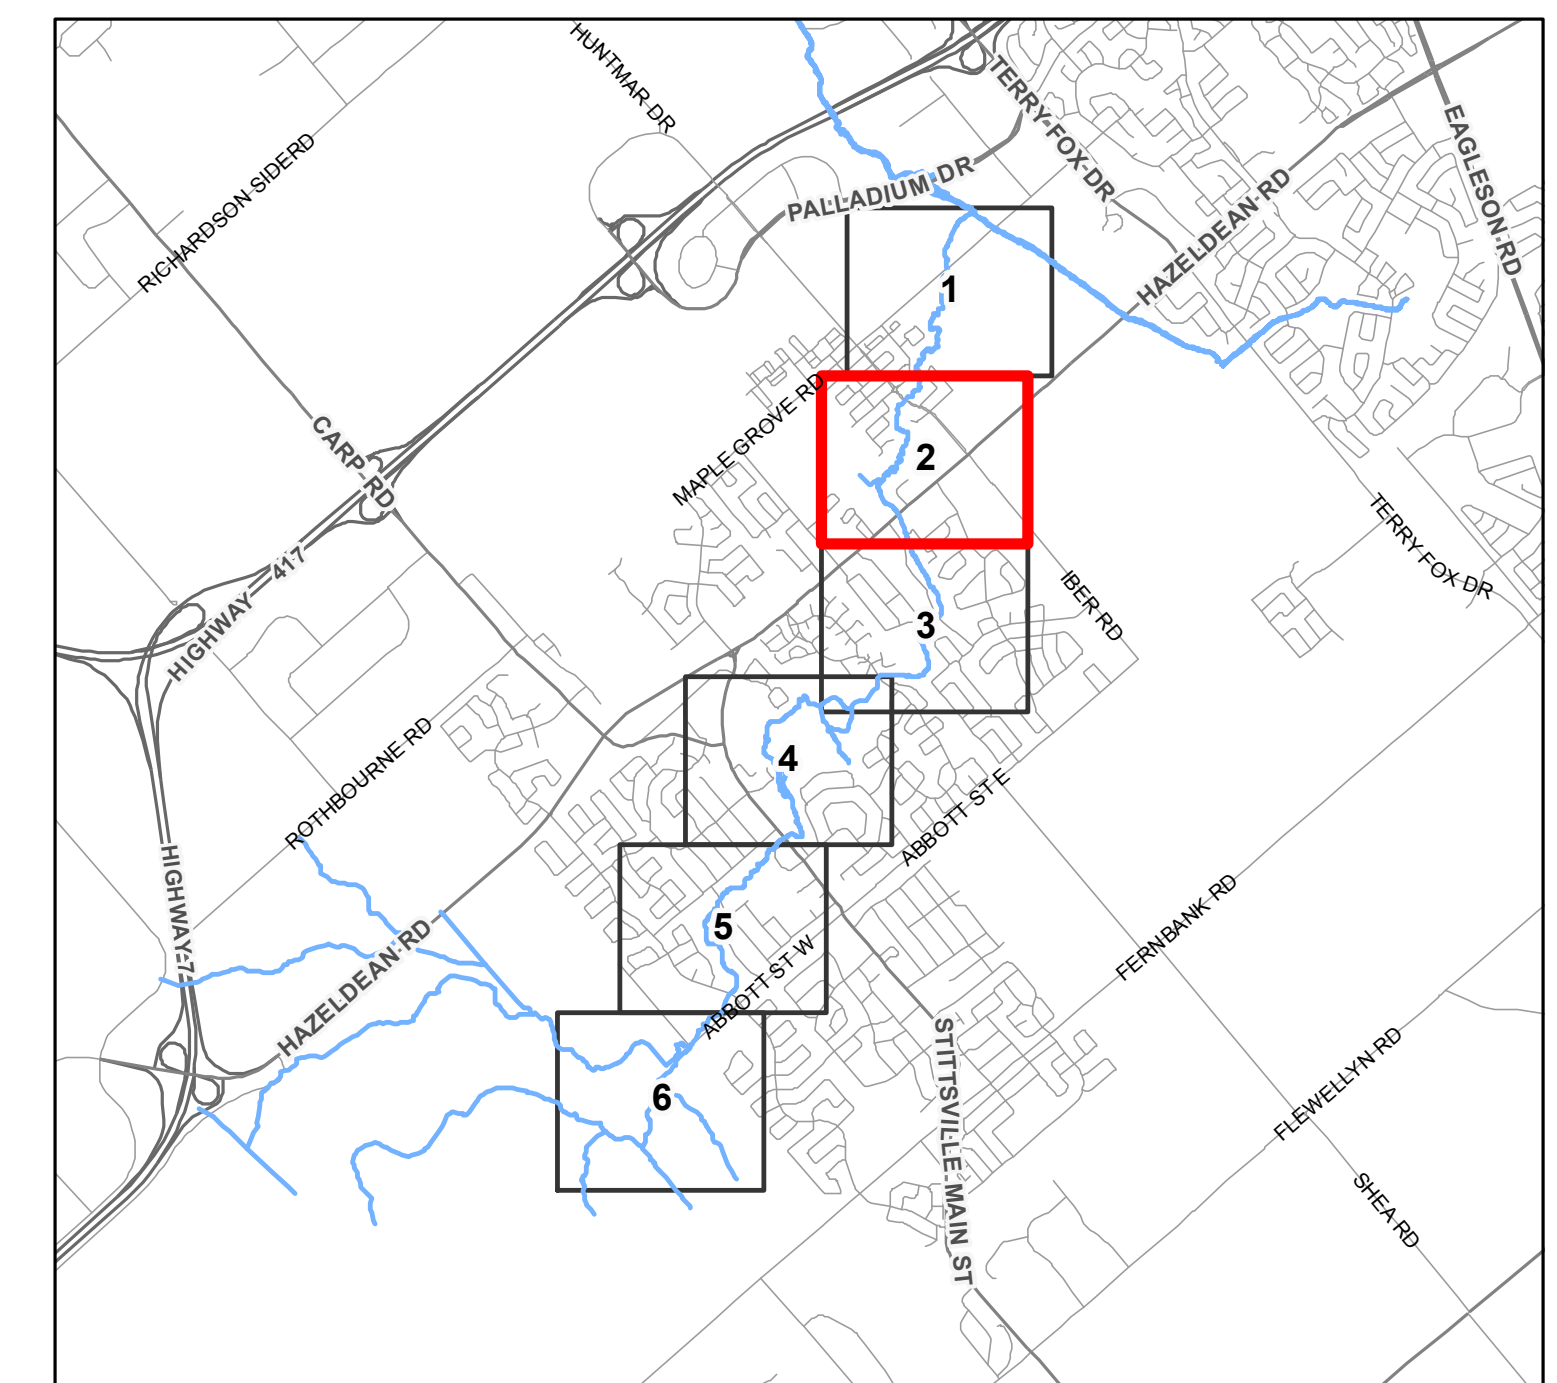 HUNTMAR DR
TERRY FOX DR
EAGLESON RD
RICHARDSON SIDERD
PALLADIUM DR
HAZELDEAN RD
1
MAPLE GROVE RD
CARP RD
2
TERRY FOX DR
HIGHWAY 417
IBER RD
3
ROTHBOURNE RD
4
ABBOTT ST E
HIGHWAY 7
5
FERNBANK RD
HAZELDEAN RD
ABBOTT ST W
6
STITTSVILLE MAIN ST
FLEWELLYN RD
SHEA RD